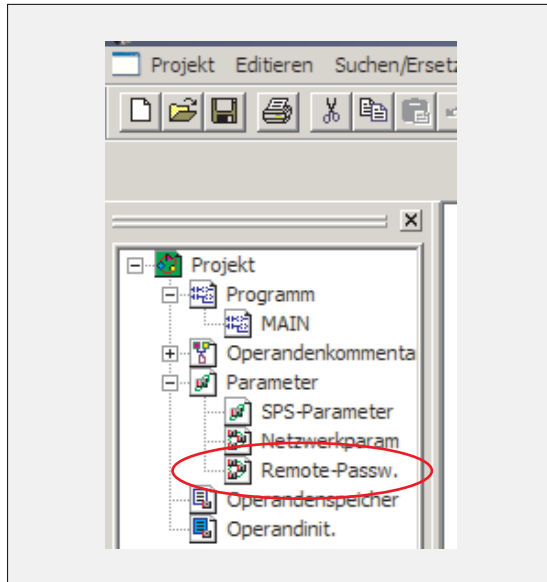 Projekt Editieren Suchen/Ersetz
Projekt
Programm
MAIN
Operandenkommenta
Parameter
SPS-Parameter
Netzwerkparam
Remote-Passw.
Operandenspeicher
Operandinit.